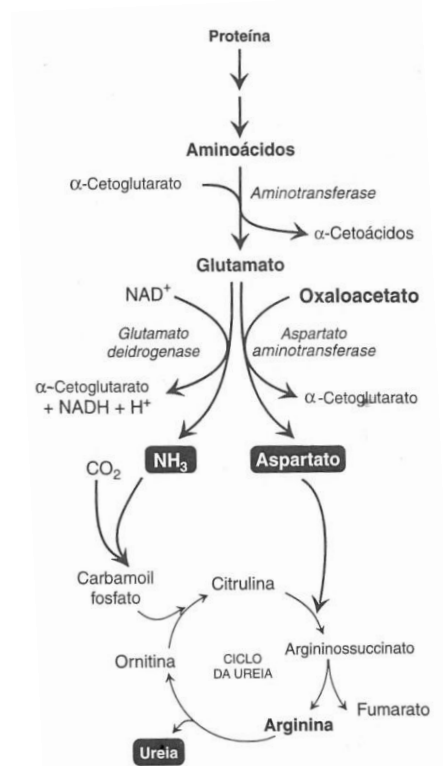 Proteína
Aminoácidos
α-Cetoglutarato
Aminotransferase
α-Cetoácidos
Glutamato
NAD⁺
Oxaloacetato
Glutamato
deidrogenase
Aspartato
aminotransferase
α-Cetoglutarato
+ NADH + H⁺
α-Cetoglutarato
NH₃
Aspartato
CO₂
Carbamoil
fosfato
Citrulina
Ornitina
CICLO
DA UREIA
Argininossuccinato
Arginina
Fumarato
Ureia